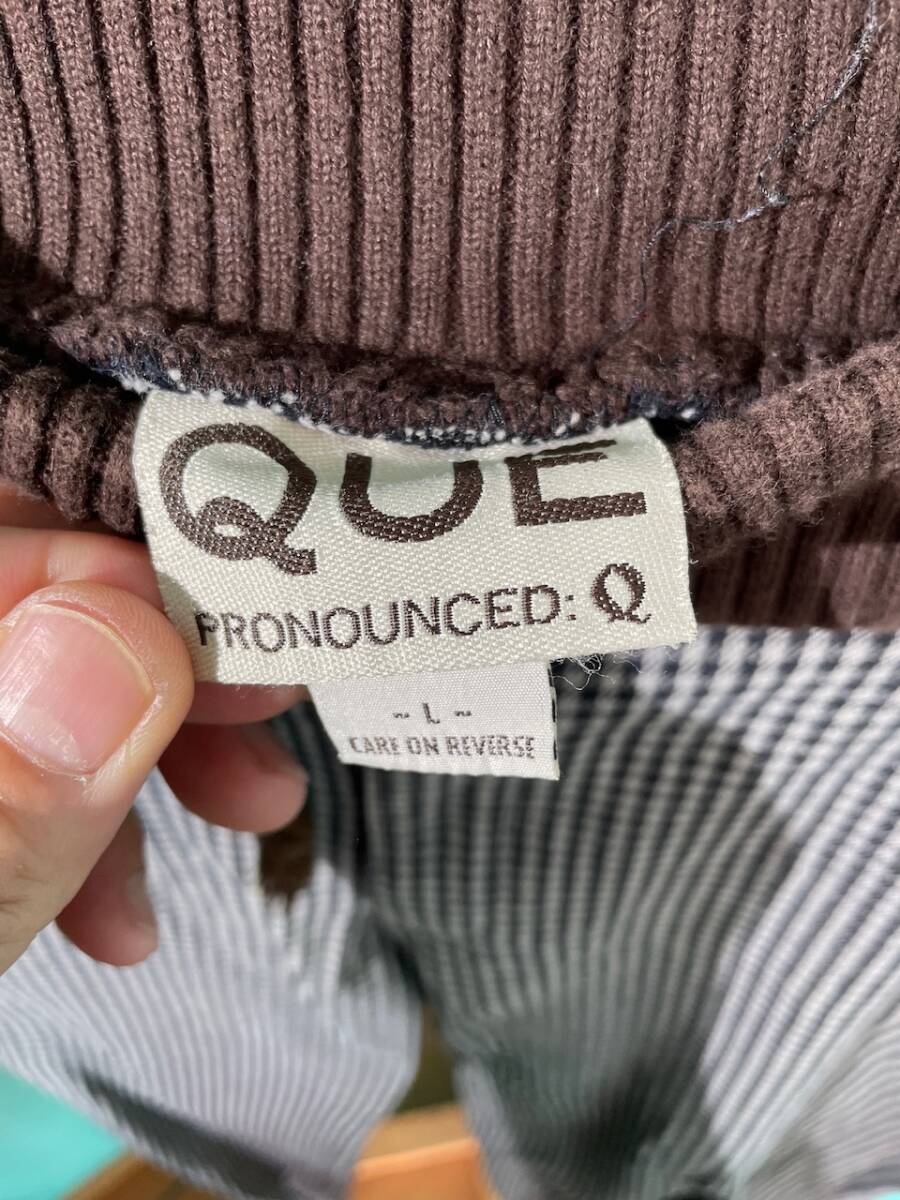 QUE
PRONOUNCED: Q
- L -
CARE ON REVERSE